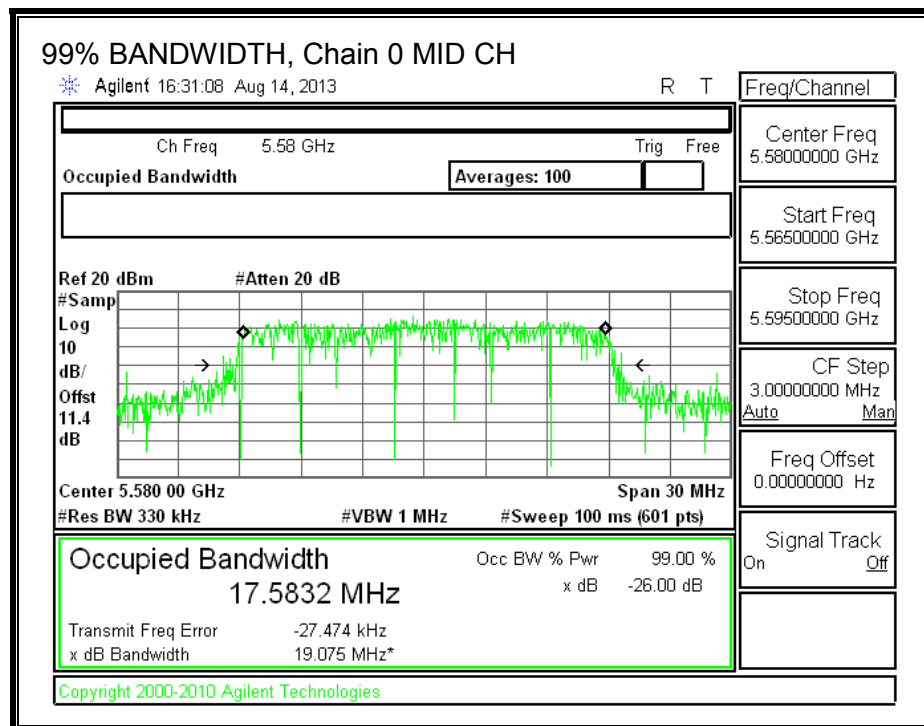 99% BANDWIDTH, Chain 0 MID CH
Agilent 16:31:08 Aug 14, 2013 R T
Ch Freq 5.58 GHz Trig Free
Occupied Bandwidth Averages: 100
Ref 20 dBm #Atten 20 dB
#Samp
Log
10
dB/
Offst
11.4
dB
Center 5.580 00 GHz Span 30 MHz
#Res BW 330 kHz #VBW 1 MHz #Sweep 100 ms (601 pts)
Occupied Bandwidth Occ BW % Pwr 99.00 %
17.5832 MHz x dB -26.00 dB
Transmit Freq Error -27.474 kHz
x dB Bandwidth 19.075 MHz*
Copyright 2000-2010 Agilent Technologies
Freq/Channel
Center Freq
5.58000000 GHz
Start Freq
5.56500000 GHz
Stop Freq
5.59500000 GHz
CF Step
3.00000000 MHz
Auto Man
Freq Offset
0.00000000 Hz
Signal Track
On Off